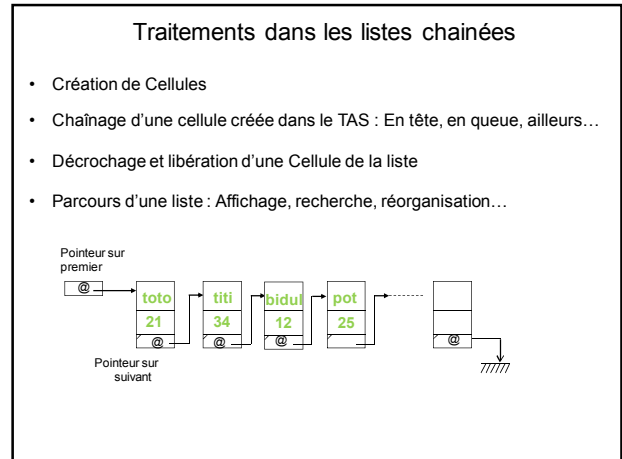 Traitements dans les listes chainées
• Création de Cellules
• Chaînage d'une cellule créée dans le TAS : En tête, en queue, ailleurs…
• Décrochage et libération d'une Cellule de la liste
• Parcours d'une liste : Affichage, recherche, réorganisation…
Pointeur sur
premier
@
toto titi bidul pot
21 34 12 25
@ @ @ @
Pointeur sur
suivant